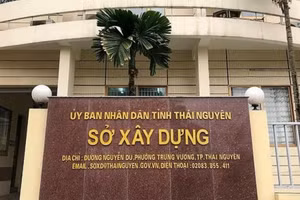 ỦY BAN NHÂN DÂN TỈNH THÁI NGUYÊN
SỞ XÂY DỰNG
ĐỊA CHỈ : ĐƯỜNG NGUYỄN DU, PHƯỜNG TRƯNG VƯƠNG, TP. THÁI NGUYÊN
EMAIL: SOXD@THAINGUYEN.GOV.VN, ĐIỆN THOẠI : 02083. 855. 411